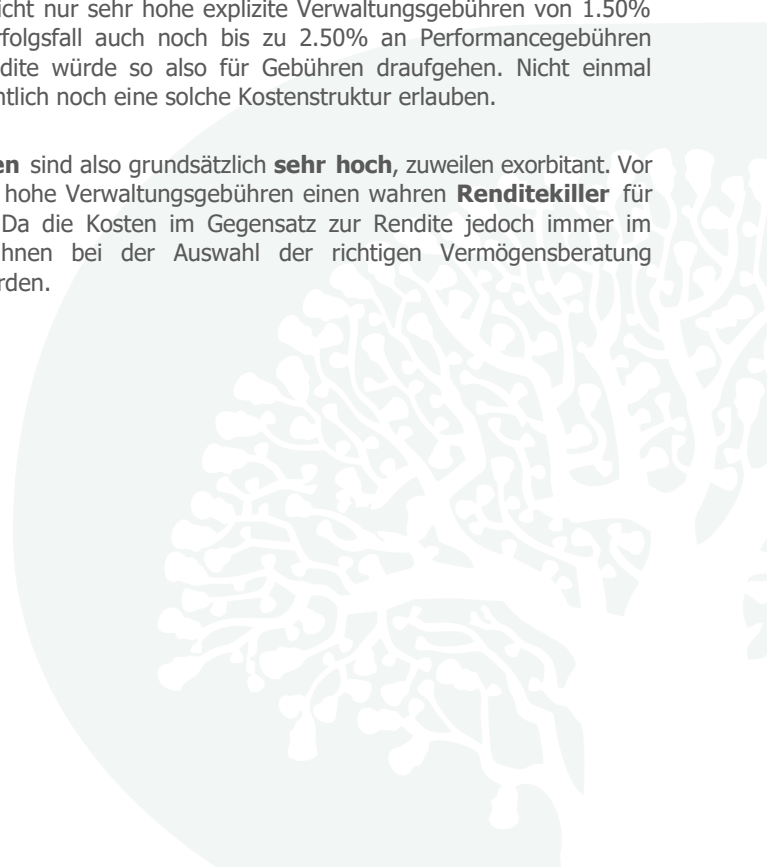 icht nur sehr hohe explizite Verwaltungsgebühren von 1.50%
rfolgsfall auch noch bis zu 2.50% an Performancegebühren
dite würde so also für Gebühren draufgehen. Nicht einmal
ntlich noch eine solche Kostenstruktur erlauben.
en sind also grundsätzlich sehr hoch, zuweilen exorbitant. Vor
hohe Verwaltungsgebühren einen wahren Renditekiller für
Da die Kosten im Gegensatz zur Rendite jedoch immer im
hnen bei der Auswahl der richtigen Vermögensberatung
rden.